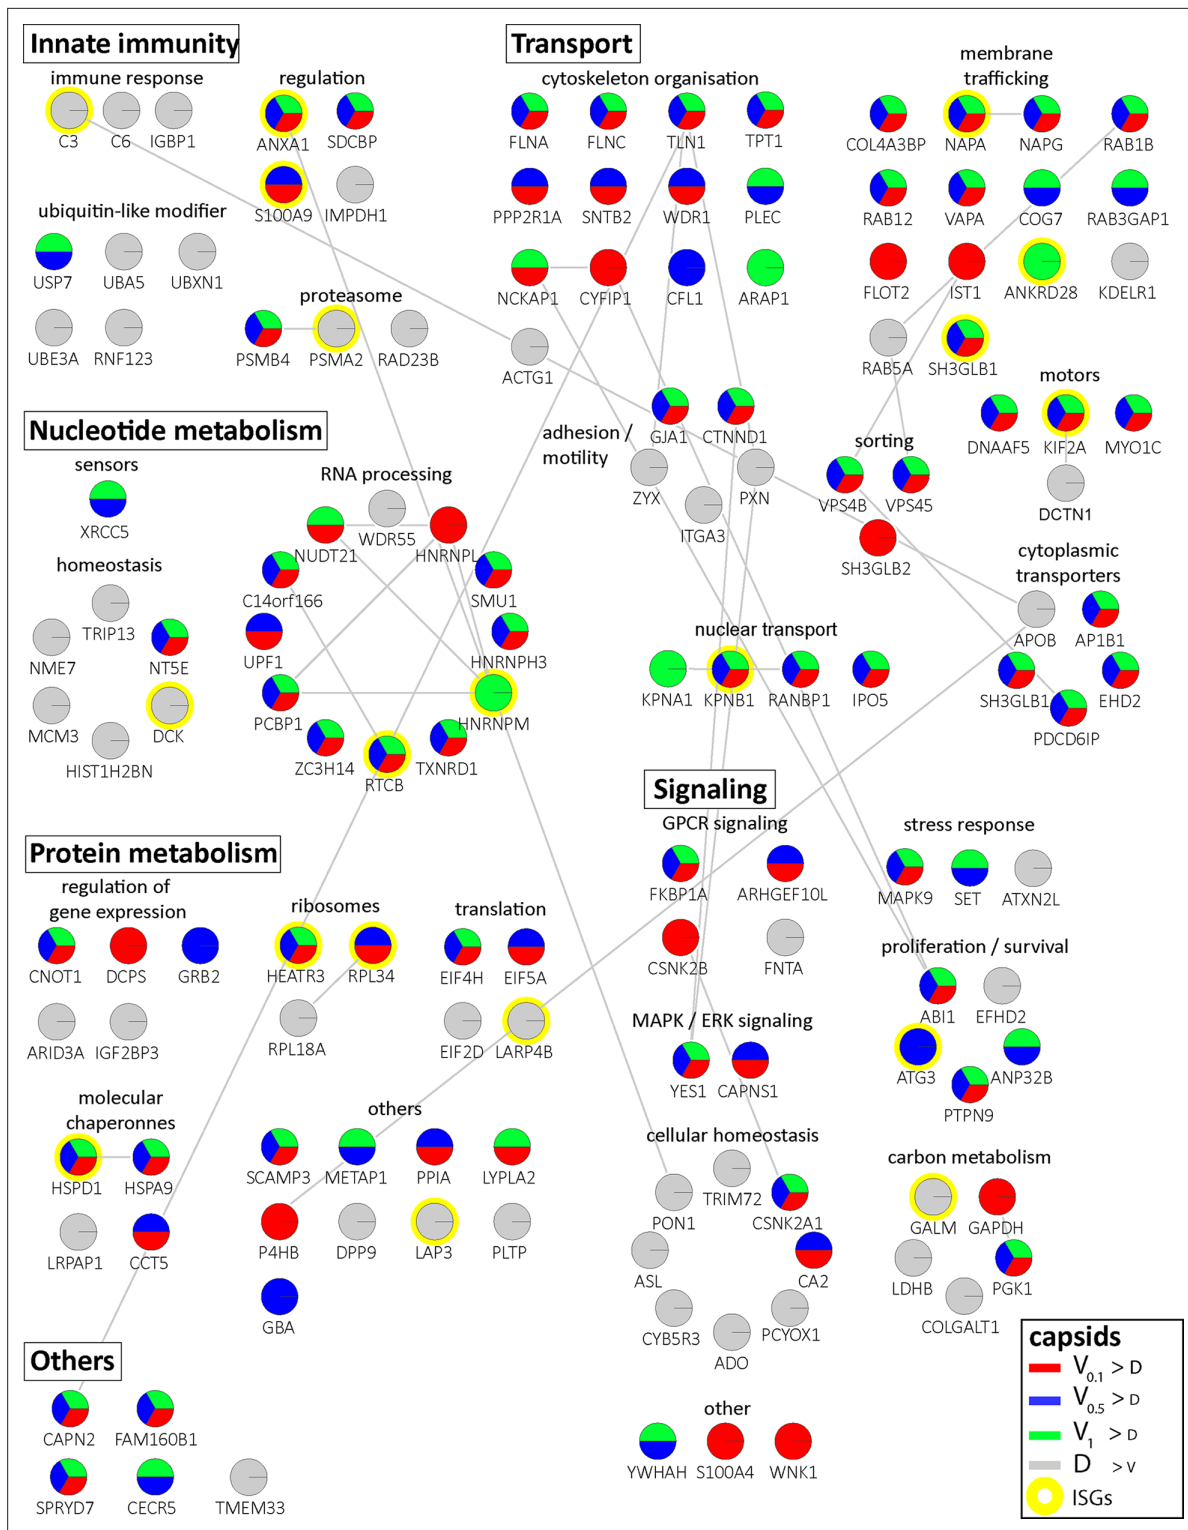 Innate immunity
immune response
C3
C6
IGBP1
regulation
ANXA1
SDCBP
S100A9
IMPDH1
ubiquitin-like modifier
USP7
UBA5
UBXN1
UBE3A
RNF123
proteasome
PSMB4
PSMA2
RAD23B
Transport
cytoskeleton organisation
FLNA
FLNC
TLN1
TPT1
PPP2R1A
SNTB2
WDR1
PLEC
NCKAP1
CYFIP1
CFL1
ARAP1
ACTG1
membrane
trafficking
COL4A3BP
NAPA
NAPG
RAB1B
RAB12
VAPA
COG7
RAB3GAP1
FLOT2
IST1
ANKRD28
KDELR1
RAB5A
SH3GLB1
adhesion /
motility
GJA1
CTNND1
ZYX
PXN
ITGA3
sorting
VPS4B
VPS45
SH3GLB2
motors
DNAAF5
KIF2A
MYO1C
DCTN1
cytoplasmic
transporters
APOB
AP1B1
SH3GLB1
EHD2
PDCD6IP
nuclear transport
KPNA1
KPNB1
RANBP1
IPO5
Nucleotide metabolism
sensors
XRCC5
homeostasis
TRIP13
NME7
NT5E
MCM3
DCK
HIST1H2BN
RNA processing
WDR55
NUDT21
HNRNPL
C14orf166
SMU1
UPF1
HNRNPH3
PCBP1
HNRNPM
ZC3H14
RTCB
TXNRD1
Protein metabolism
regulation of
gene expression
CNOT1
DCPS
GRB2
ARID3A
IGF2BP3
ribosomes
HEATR3
RPL34
RPL18A
translation
EIF4H
EIF5A
EIF2D
LARP4B
molecular
chaperonnes
HSPD1
HSPA9
LRPAP1
CCT5
others
SCAMP3
METAP1
PPIA
LYPLA2
P4HB
DPP9
LAP3
PLTP
GBA
Signaling
GPCR signaling
FKBP1A
ARHGEF10L
CSNK2B
FNTA
MAPK / ERK signaling
YES1
CAPNS1
cellular homeostasis
TRIM72
PON1
CSNK2A1
ASL
CA2
CYB5R3
PCYOX1
ADO
other
YWHAH
S100A4
WNK1
stress response
MAPK9
SET
ATXN2L
proliferation / survival
ABI1
EFHD2
ATG3
ANP32B
PTPN9
carbon metabolism
GALM
GAPDH
LDHB
PGK1
COLGALT1
Others
CAPN2
FAM160B1
SPRYD7
CECR5
TMEM33
capsids
V0.1 > D
V0.5 > D
V1 > D
D > V
ISGs